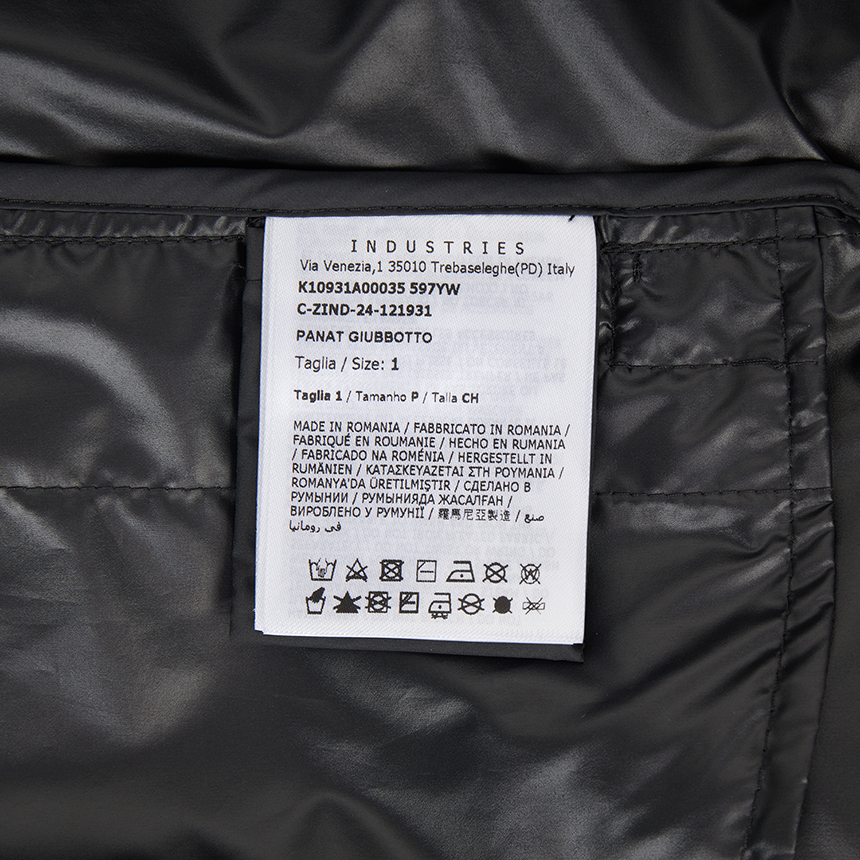 INDUSTRIES
Via Venezia,1 35010 Trebaseleghe(PD) Italy
K10931A00035 597YW
C-ZIND-24-121931
PANAT GIUBBOTTO
Taglia / Size: 1
Taglia 1 / Tamanho P / Talla CH
MADE IN ROMANIA / FABBRICATO IN ROMANIA /
FABRIQUÉ EN ROUMANIE / HECHO EN RUMANIA
/ FABRICADO NA ROMÉNIA / HERGESTELLT IN
RUMÄNIEN / ΚΑΤΑΣΚΕΥΑΖΕΤΑΙ ΣΤΗ ΡΟΥΜΑΝΙΑ /
ROMANYA'DA ÜRETILMIŞTIR / СДЕЛАНО В
РУМЫНИИ / РУМЫНИЯДА ЖАСАЛҒАН /
ВИРОБЛЕНО У РУМУНІЇ / 羅馬尼亞製造 / صنع
في رومانيا